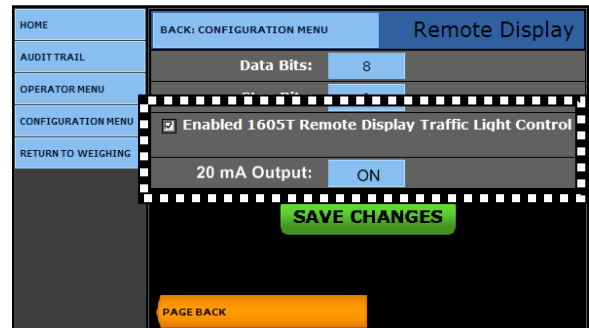 HOME
AUDIT TRAIL
OPERATOR MENU
CONFIGURATION MENU
RETURN TO WEIGHING
BACK: CONFIGURATION MENU
Remote Display
Data Bits: 8
Enabled 1605T Remote Display Traffic Light Control
20 mA Output: ON
SAVE CHANGES
PAGE BACK